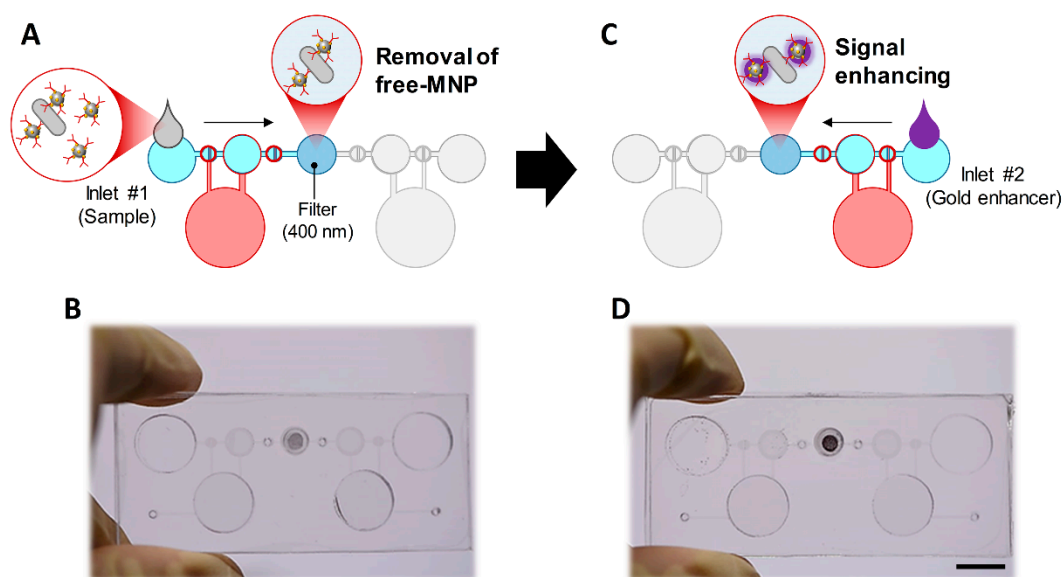 A
Removal of
free-MNP
Inlet #1
(Sample)
Filter
(400 nm)
C
Signal
enhancing
Inlet #2
(Gold enhancer)
B
D